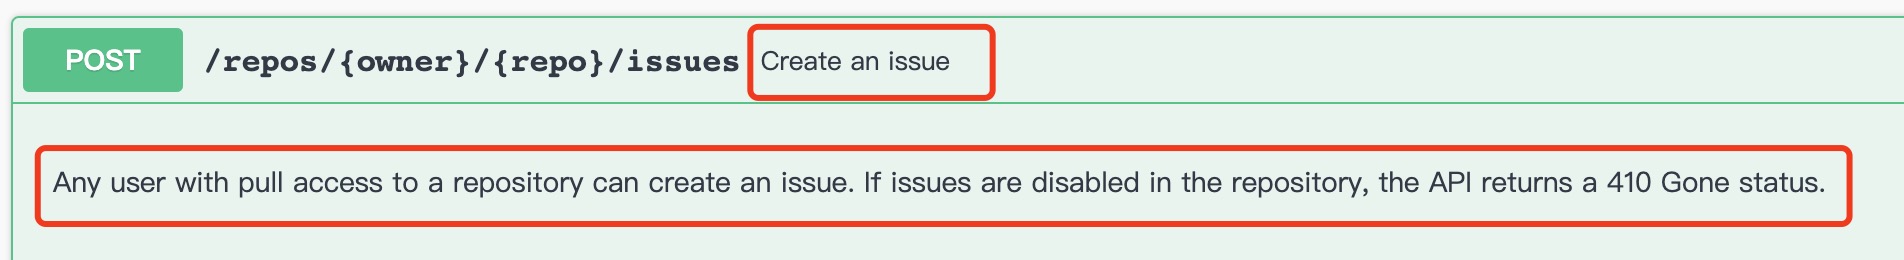 POST /repos/{owner}/{repo}/issues Create an issue
Any user with pull access to a repository can create an issue. If issues are disabled in the repository, the API returns a 410 Gone status.